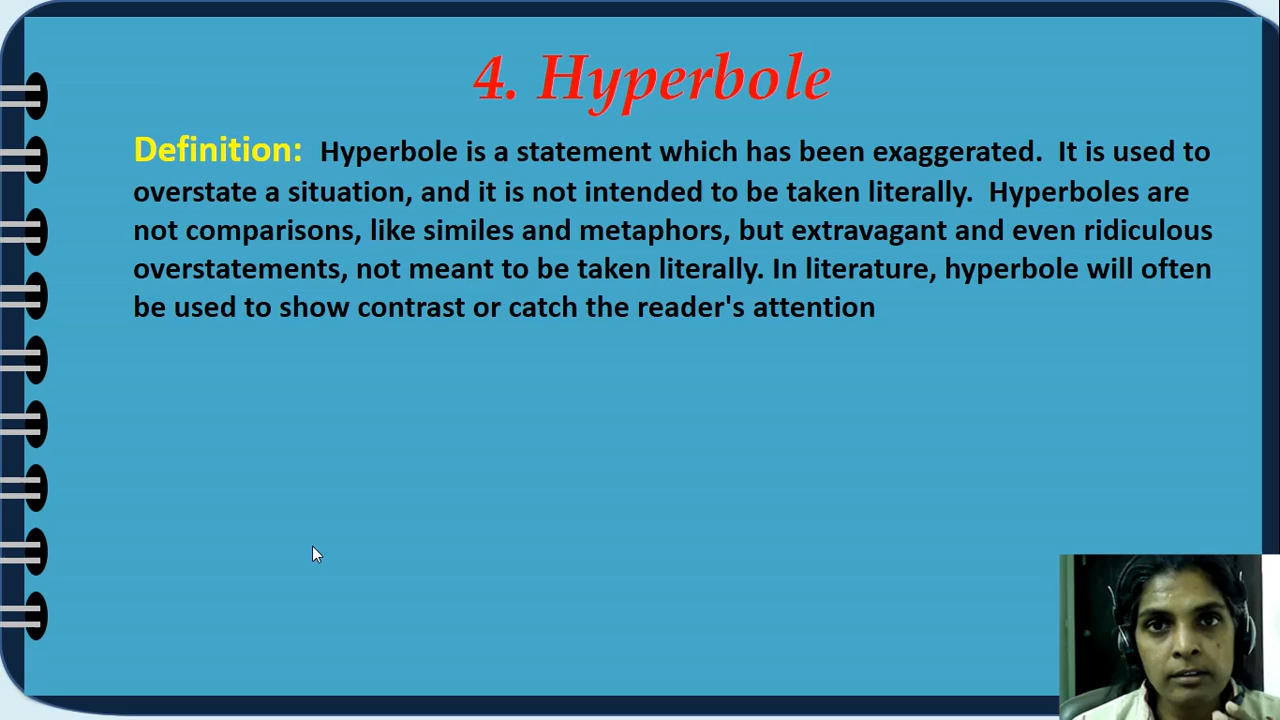 4. Hyperbole
Definition: Hyperbole is a statement which has been exaggerated. It is used to
overstate a situation, and it is not intended to be taken literally. Hyperboles are
not comparisons, like similes and metaphors, but extravagant and even ridiculous
overstatements, not meant to be taken literally. In literature, hyperbole will often
be used to show contrast or catch the reader's attention